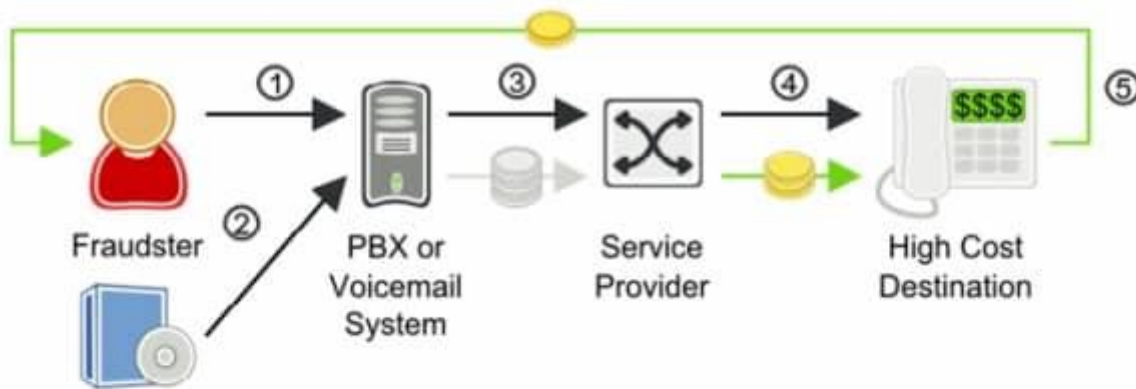 ①
③
④
⑤
$$$$
Fraudster
②
PBX or
Voicemail
System
Service
Provider
High Cost
Destination